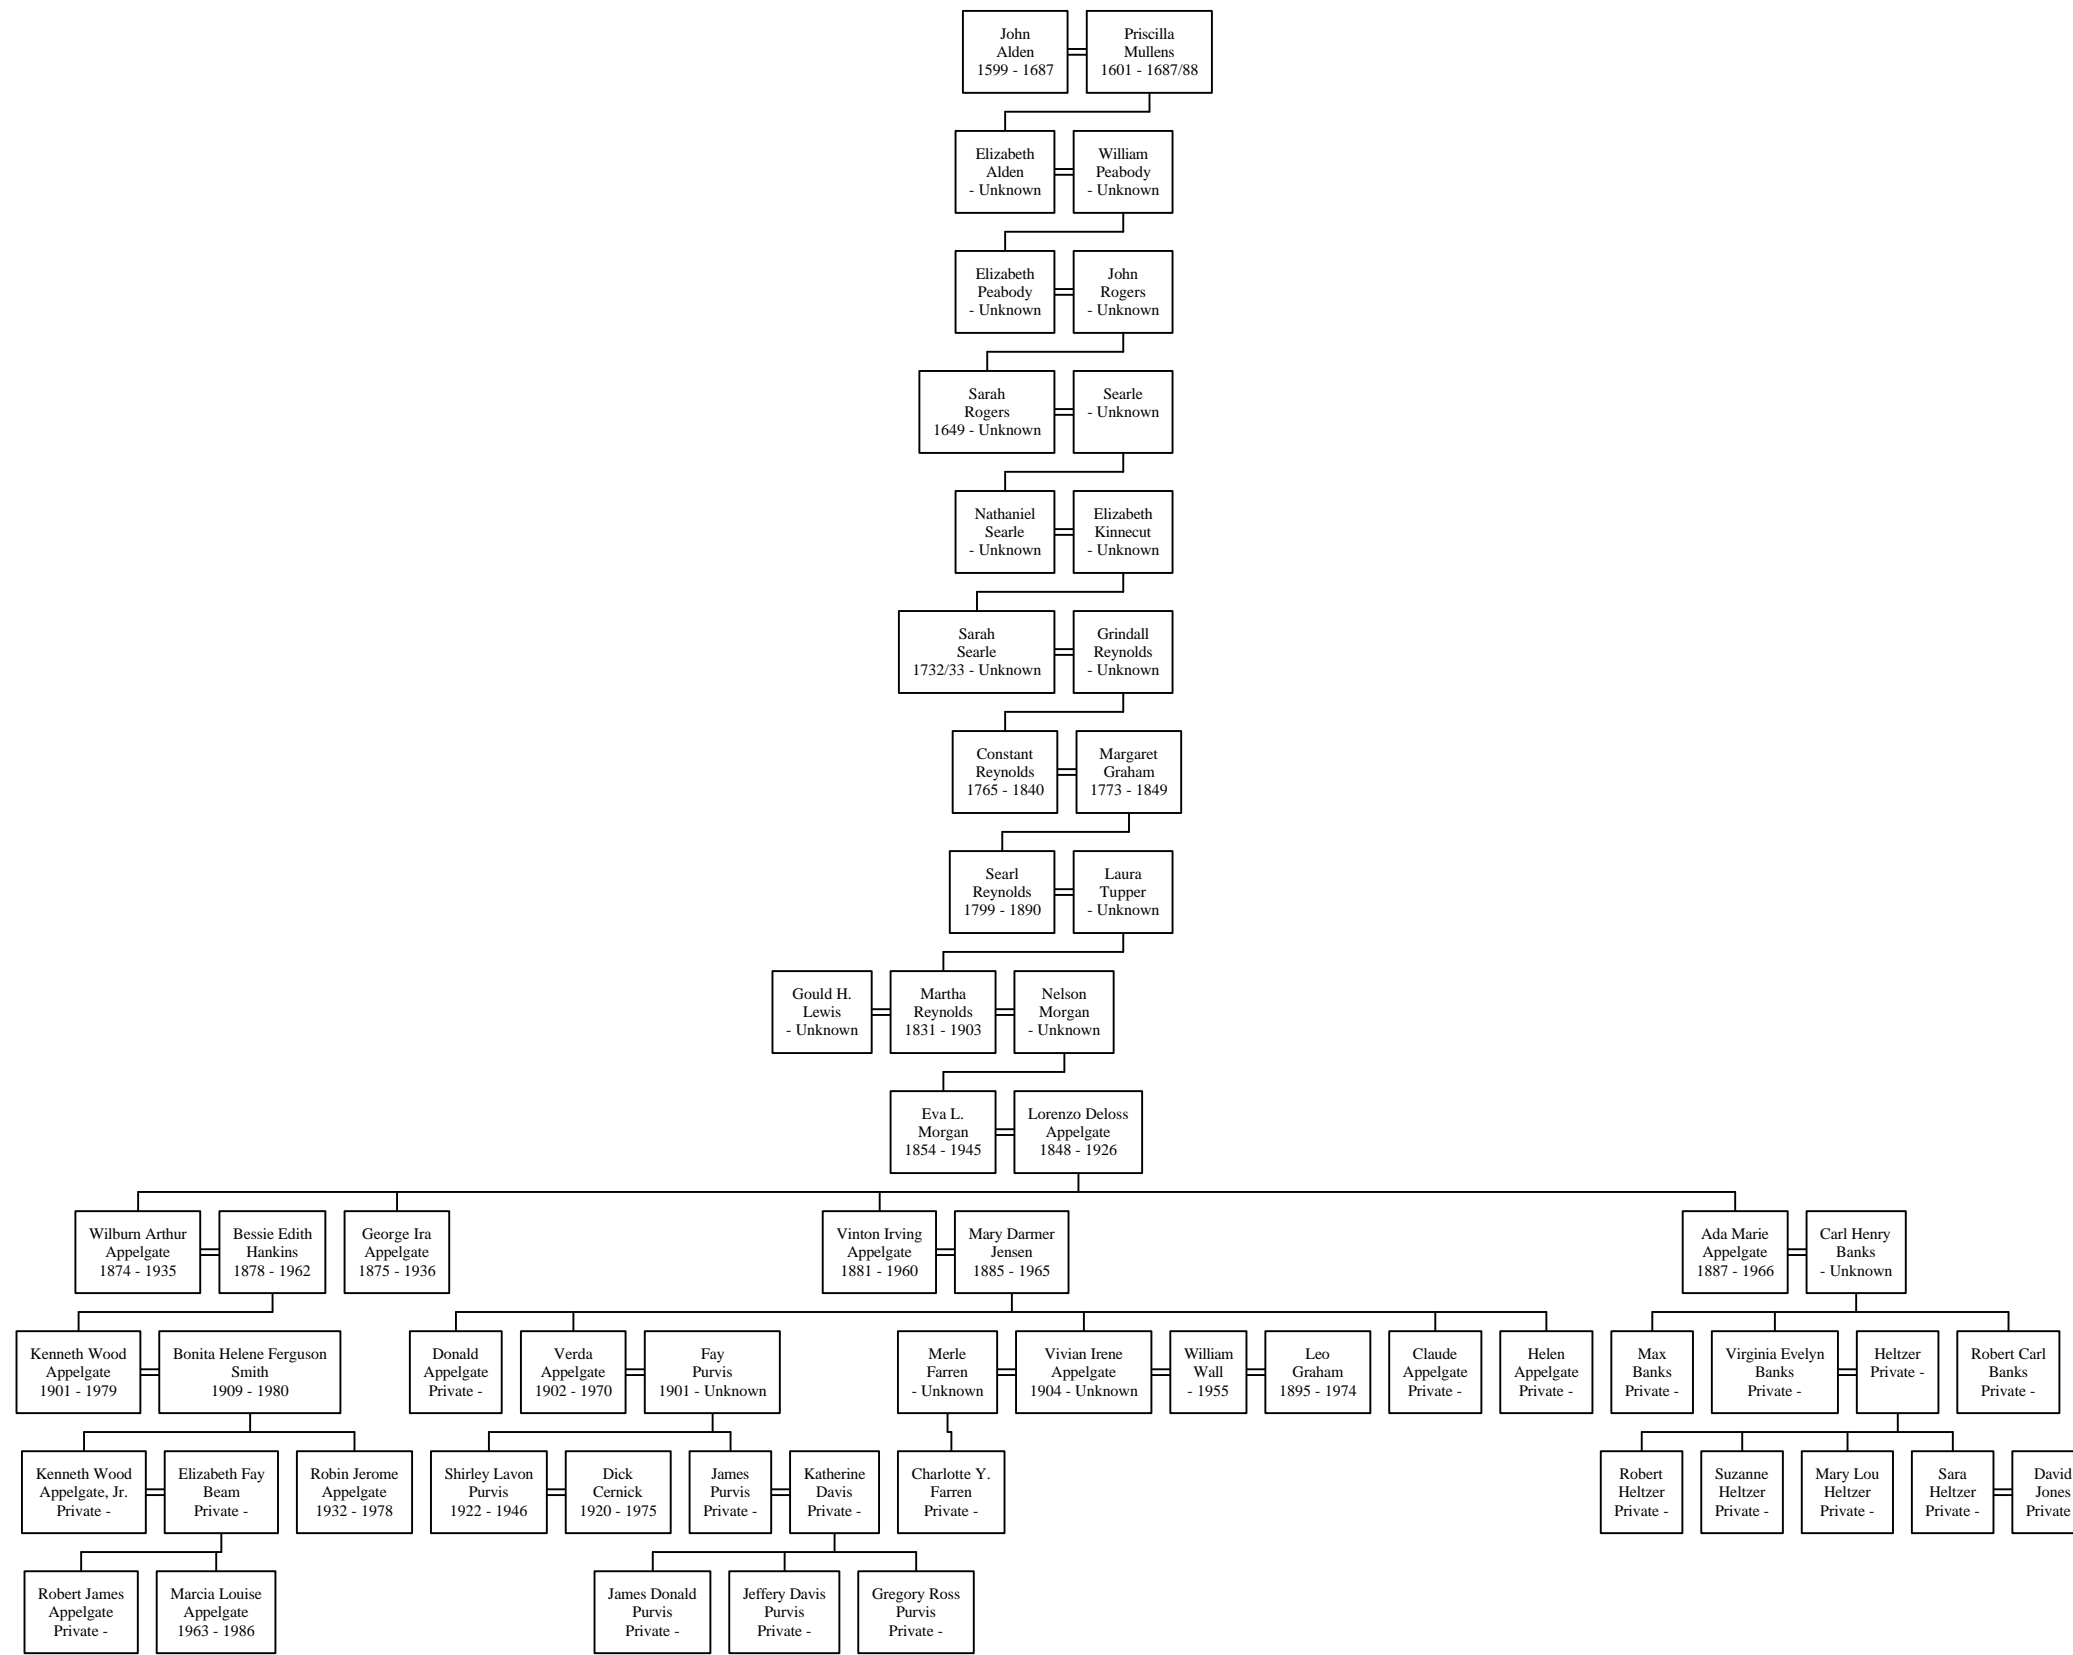 John
Alden
1599 - 1687
Priscilla
Mullens
1601 - 1687/88
Elizabeth
Alden
- Unknown
William
Peabody
- Unknown
Elizabeth
Peabody
- Unknown
John
Rogers
- Unknown
Sarah
Rogers
1649 - Unknown
Searle
- Unknown
Nathaniel
Searle
- Unknown
Elizabeth
Kinnecut
- Unknown
Sarah
Searle
1732/33 - Unknown
Grindall
Reynolds
- Unknown
Constant
Reynolds
1765 - 1840
Margaret
Graham
1773 - 1849
Searl
Reynolds
1799 - 1890
Laura
Tupper
- Unknown
Gould H.
Lewis
- Unknown
Martha
Reynolds
1831 - 1903
Nelson
Morgan
- Unknown
Eva L.
Morgan
1854 - 1945
Lorenzo Deloss
Appelgate
1848 - 1926
Wilburn Arthur
Appelgate
1874 - 1935
Bessie Edith
Hankins
1878 - 1962
George Ira
Appelgate
1875 - 1936
Vinton Irving
Appelgate
1881 - 1960
Mary Darmer
Jensen
1885 - 1965
Ada Marie
Appelgate
1887 - 1966
Carl Henry
Banks
- Unknown
Kenneth Wood
Appelgate
1901 - 1979
Bonita Helene Ferguson
Smith
1909 - 1980
Donald
Appelgate
Private -
Verda
Appelgate
1902 - 1970
Fay
Purvis
1901 - Unknown
Merle
Farren
- Unknown
Vivian Irene
Appelgate
1904 - Unknown
William
Wall
- 1955
Leo
Graham
1895 - 1974
Claude
Appelgate
Private -
Helen
Appelgate
Private -
Max
Banks
Private -
Virginia Evelyn
Banks
Private -
Heltzer
Private -
Robert Carl
Banks
Private -
Kenneth Wood
Appelgate, Jr.
Private -
Elizabeth Fay
Beam
Private -
Robin Jerome
Appelgate
1932 - 1978
Shirley Lavon
Purvis
1922 - 1946
Dick
Cernick
1920 - 1975
James
Purvis
Private -
Katherine
Davis
Private -
Charlotte Y.
Farren
Private -
Robert
Heltzer
Private -
Suzanne
Heltzer
Private -
Mary Lou
Heltzer
Private -
Sara
Heltzer
Private -
David
Jones
Private
Robert James
Appelgate
Private -
Marcia Louise
Appelgate
1963 - 1986
James Donald
Purvis
Private -
Jeffery Davis
Purvis
Private -
Gregory Ross
Purvis
Private -